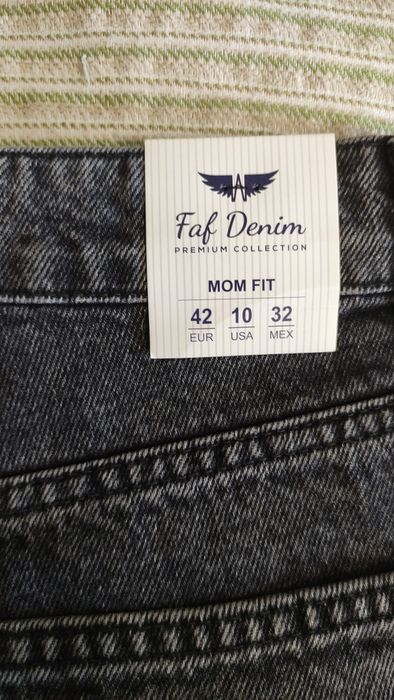 Faf Denim
PREMIUM COLLECTION
MOM FIT
42 10 32
EUR USA MEX